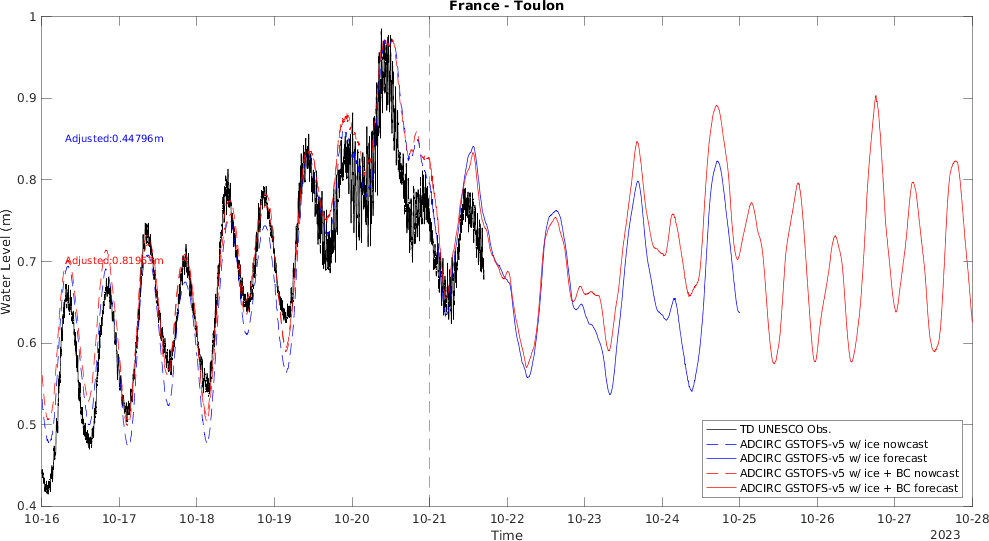 France - Toulon
1
0.9
0.8
0.7
0.6
0.5
0.4
Water Level (m)
Adjusted:0.44796m
Adjusted:0.81953m
TD UNESCO Obs.
ADCIRC GSTOFS-v5 w/ ice nowcast
ADCIRC GSTOFS-v5 w/ ice forecast
ADCIRC GSTOFS-v5 w/ ice + BC nowcast
ADCIRC GSTOFS-v5 w/ ice + BC forecast
10-16 10-17 10-18 10-19 10-20 10-21 10-22 10-23 10-24 10-25 10-26 10-27 10-28
Time
2023